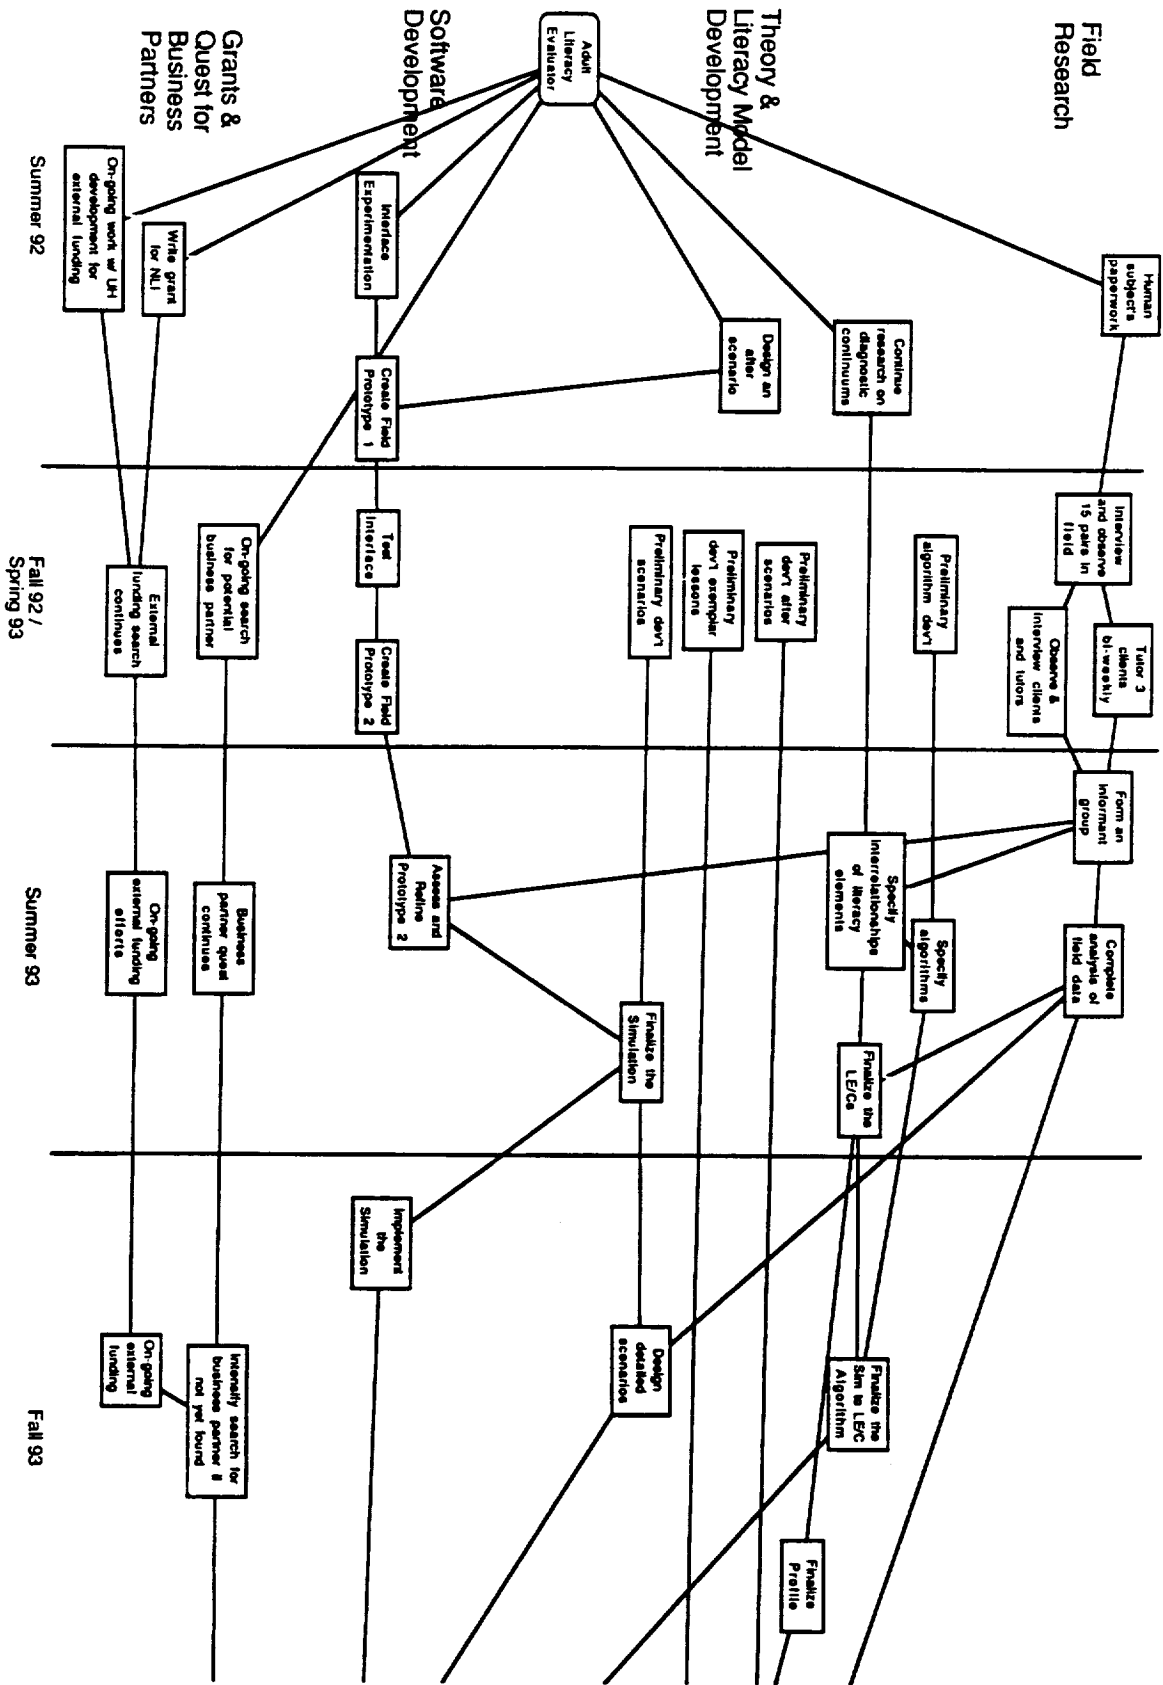 Field
Research
Theory &
Literacy Model
Development
Adult
Literacy
Evaluator
Software
Development
Grants &
Quest for
Business
Partners
Human
subject's
paperwork
Continue
research on
diagnostic
continuums
Design an
after
scenario
Interface
Experimentation
Create Field
Prototype 1
Write grant
for NLI
On-going work w/ UH
development for
external funding
Summer 92
Interview
and observe
15 pairs in
field
Tutor 3
clients
bi-weekly
Observe &
interview clients
and tutors
Preliminary
algorithm dev't
Preliminary
dev't after
scenarios
Preliminary
dev't exemplar
lessons
Preliminary dev't
scenarios
Test
Interface
Create Field
Prototype 2
On-going search
for potential
business partner
External
funding search
continues
Fall 92 /
Spring 93
Form an
informant
group
Complete
analysis of
field data
Specify
algorithms
Specify
interrelationships
of literacy
elements
Finalize the
LE/Cs
Finalize the
Simulation
Assess and
Refine
Prototype 2
Business
partner quest
continues
On-going
external funding
efforts
Summer 93
Finalize the
Sim to LE/C
Algorithm
Finalize
Profile
Design
detailed
scenarios
Implement
the
Simulation
Intensify search for
business partner if
not yet found
On-going
external
funding
Fall 93